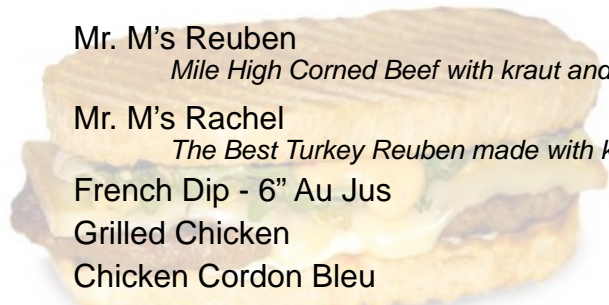 Mr. M's Reuben
Mile High Corned Beef with kraut and
Mr. M's Rachel
The Best Turkey Reuben made with
French Dip - 6” Au Jus
Grilled Chicken
Chicken Cordon Bleu